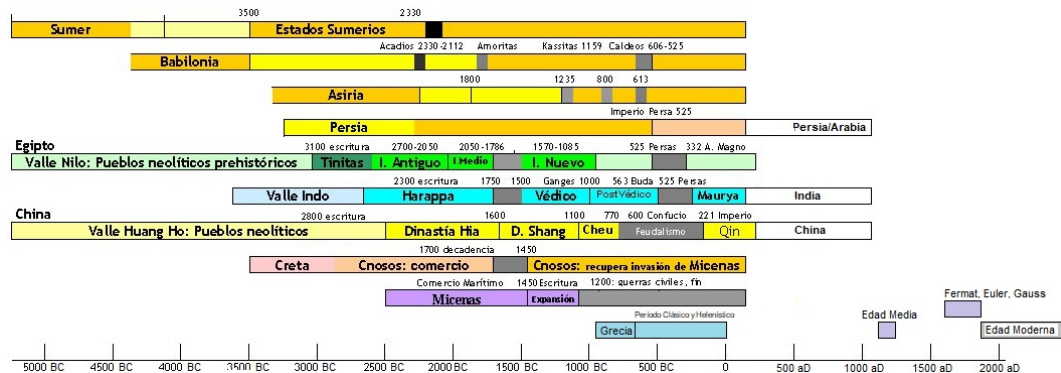 3500 2330
Sumer Estados Sumerios
Acadios 2330-2112 Amoritas Kassitas 1159 Caldeos 606-525
Babilonia
1800 1235 800 613
Asiria
Imperio Persa 525
Persia Persia/Arabia
Egipto 3100 escritura 2700-2050 2050-1786 1570-1085 525 Persas 332 A. Magno
Valle Nilo: Pueblos neolíticos prehistóricos Tinitas I. Antiguo I.Medio I. Nuevo
2300 escritura 1750 1500 Ganges 1000 563 Buda 525 Persas
Valle Indo Harappa Védico PostVédico Maurya India
China 2800 escritura 1600 1100 770 600 Confucio 221 Imperio
Valle Huang Ho: Pueblos neolíticos Dinastía Hia D. Shang Cheu Feudalismo Qin China
1700 decadencia 1450
Creta Cnosos: comercio Cnosos: recupera invasión de Micenas
Comercio Marítimo 1450Escritura 1200: guerras civiles, fin
Micenas Expansión
Fermat, Euler, Gauss
Período Clásico y Helenístico Edad Media
Grecia Edad Moderna
5000 BC 4500 BC 4000 BC 3500 BC 3000 BC 2500 BC 2000 BC 1500 BC 1000 BC 500 BC 0 500 aD 1000 aD 1500 aD 2000 aD